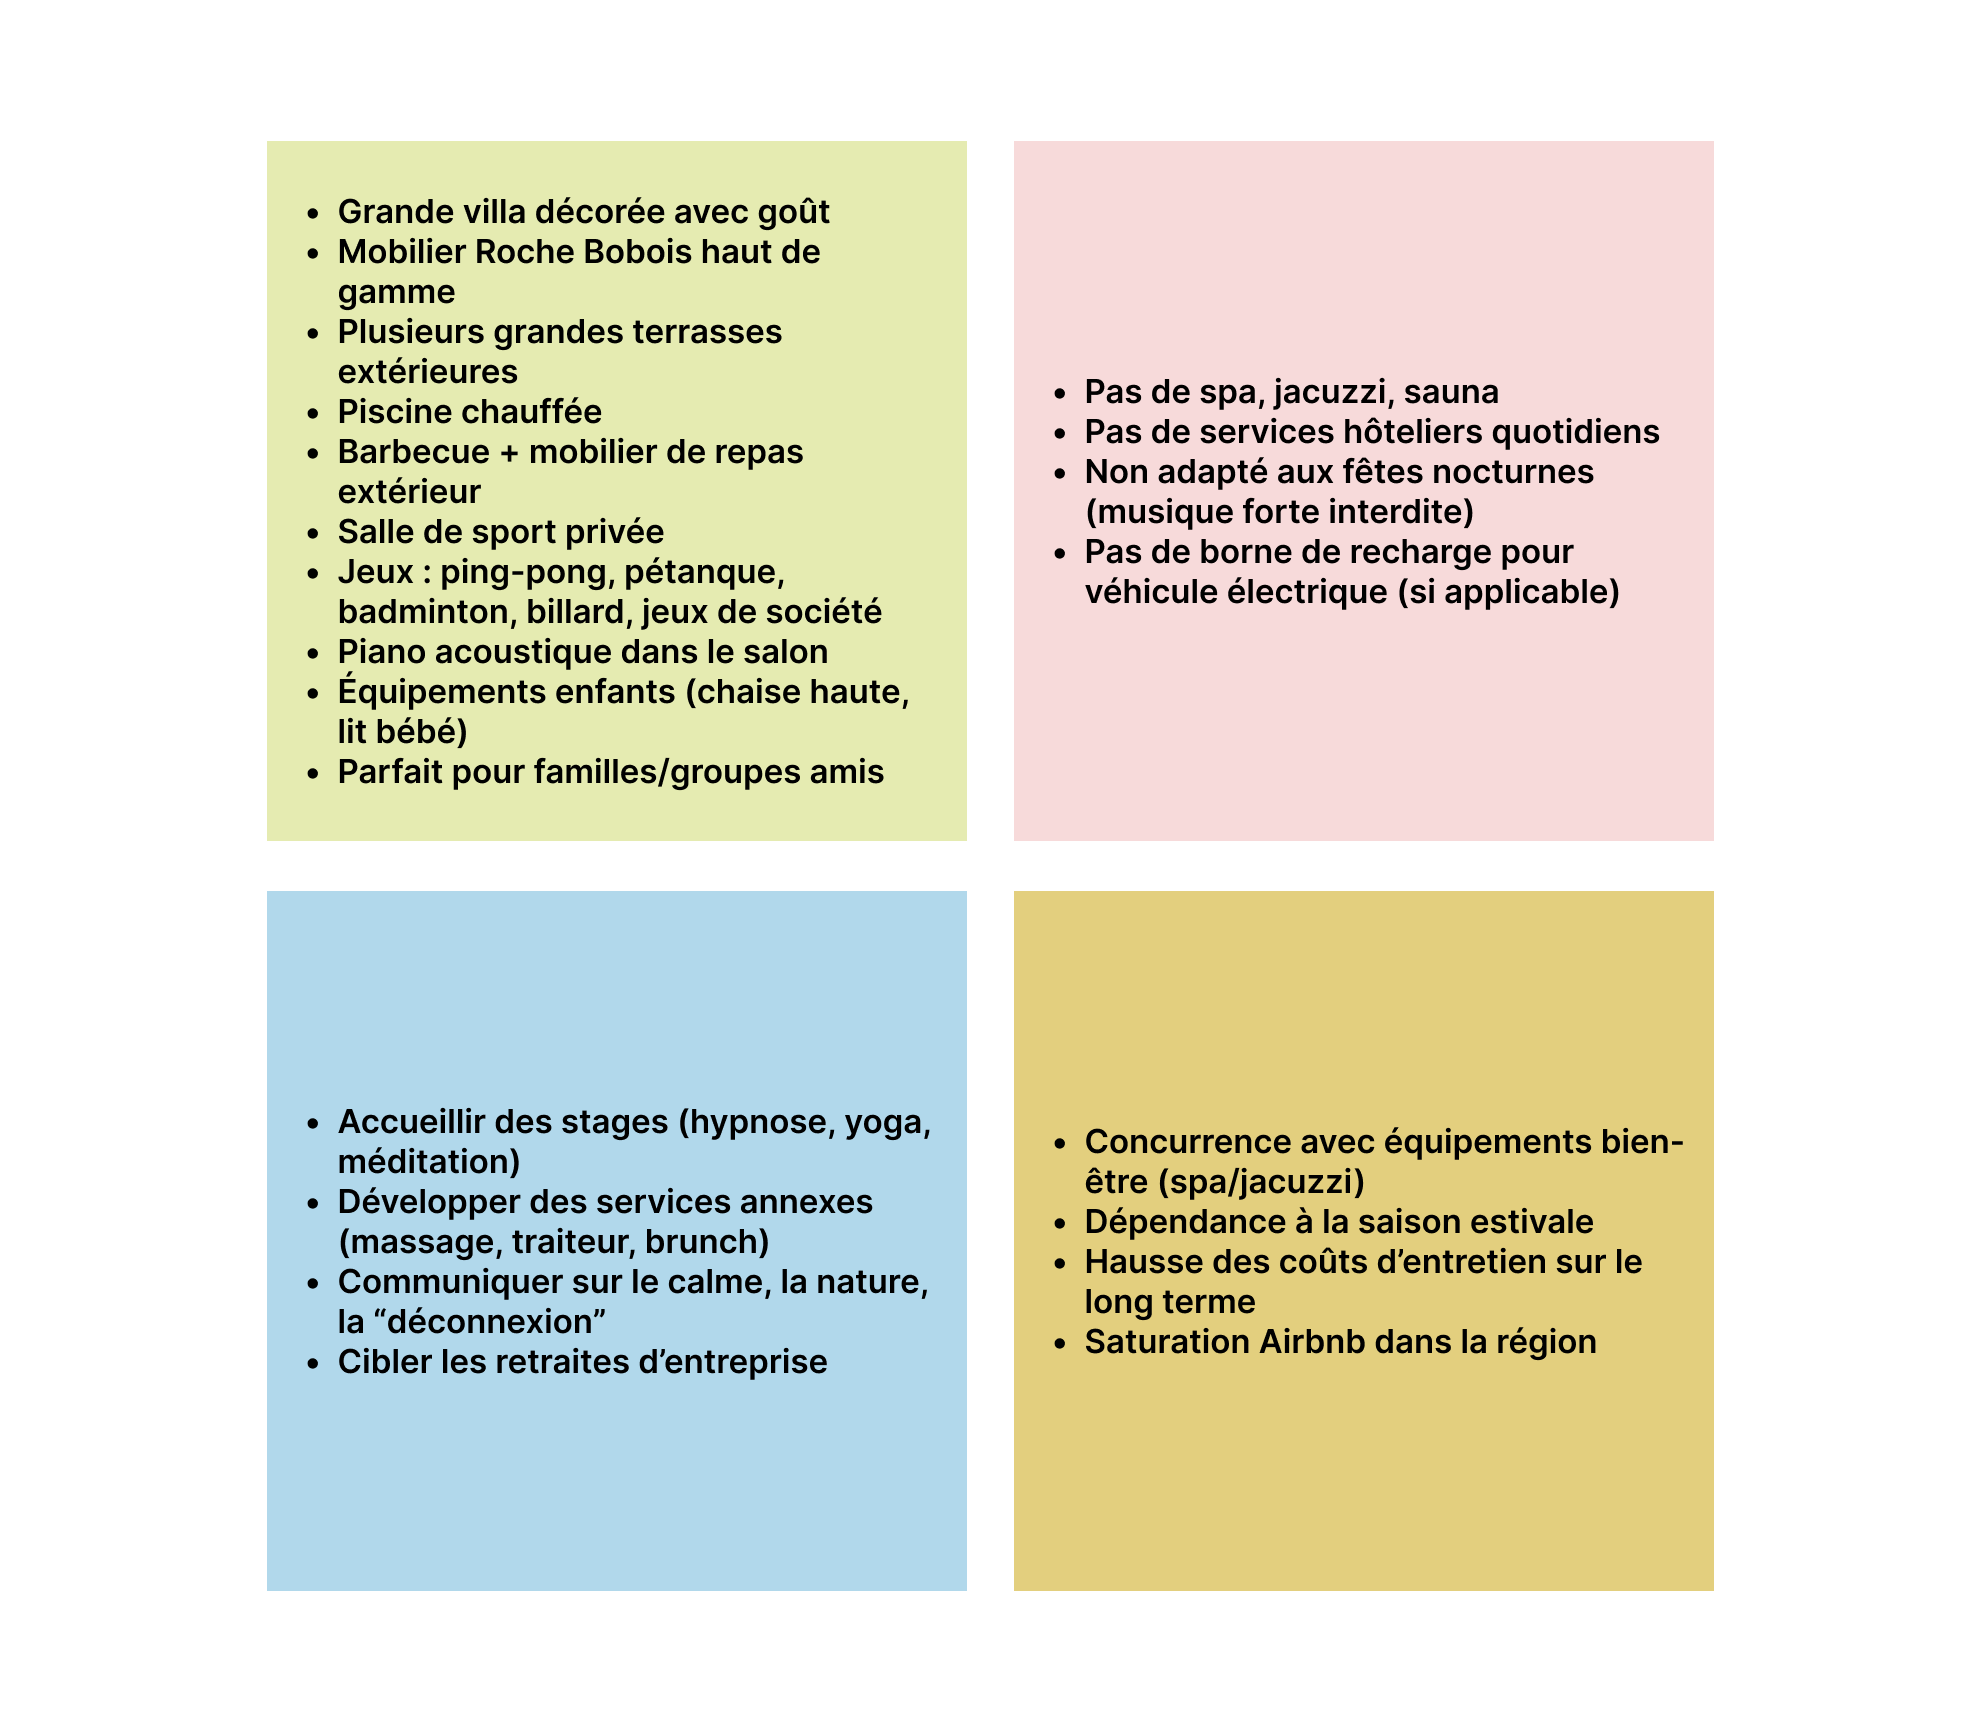 • Grande villa décorée avec goût
• Mobilier Roche Bobois haut de
gamme
• Plusieurs grandes terrasses
extérieures
• Piscine chauffée
• Barbecue + mobilier de repas
extérieur
• Salle de sport privée
• Jeux : ping-pong, pétanque,
badminton, billard, jeux de société
• Piano acoustique dans le salon
• Équipements enfants (chaise haute,
lit bébé)
• Parfait pour familles/groupes amis
• Pas de spa, jacuzzi, sauna
• Pas de services hôteliers quotidiens
• Non adapté aux fêtes nocturnes
(musique forte interdite)
• Pas de borne de recharge pour
véhicule électrique (si applicable)
• Accueillir des stages (hypnose, yoga,
méditation)
• Développer des services annexes
(massage, traiteur, brunch)
• Communiquer sur le calme, la nature,
la “déconnexion”
• Cibler les retraites d’entreprise
• Concurrence avec équipements bien-
être (spa/jacuzzi)
• Dépendance à la saison estivale
• Hausse des coûts d’entretien sur le
long terme
• Saturation Airbnb dans la région